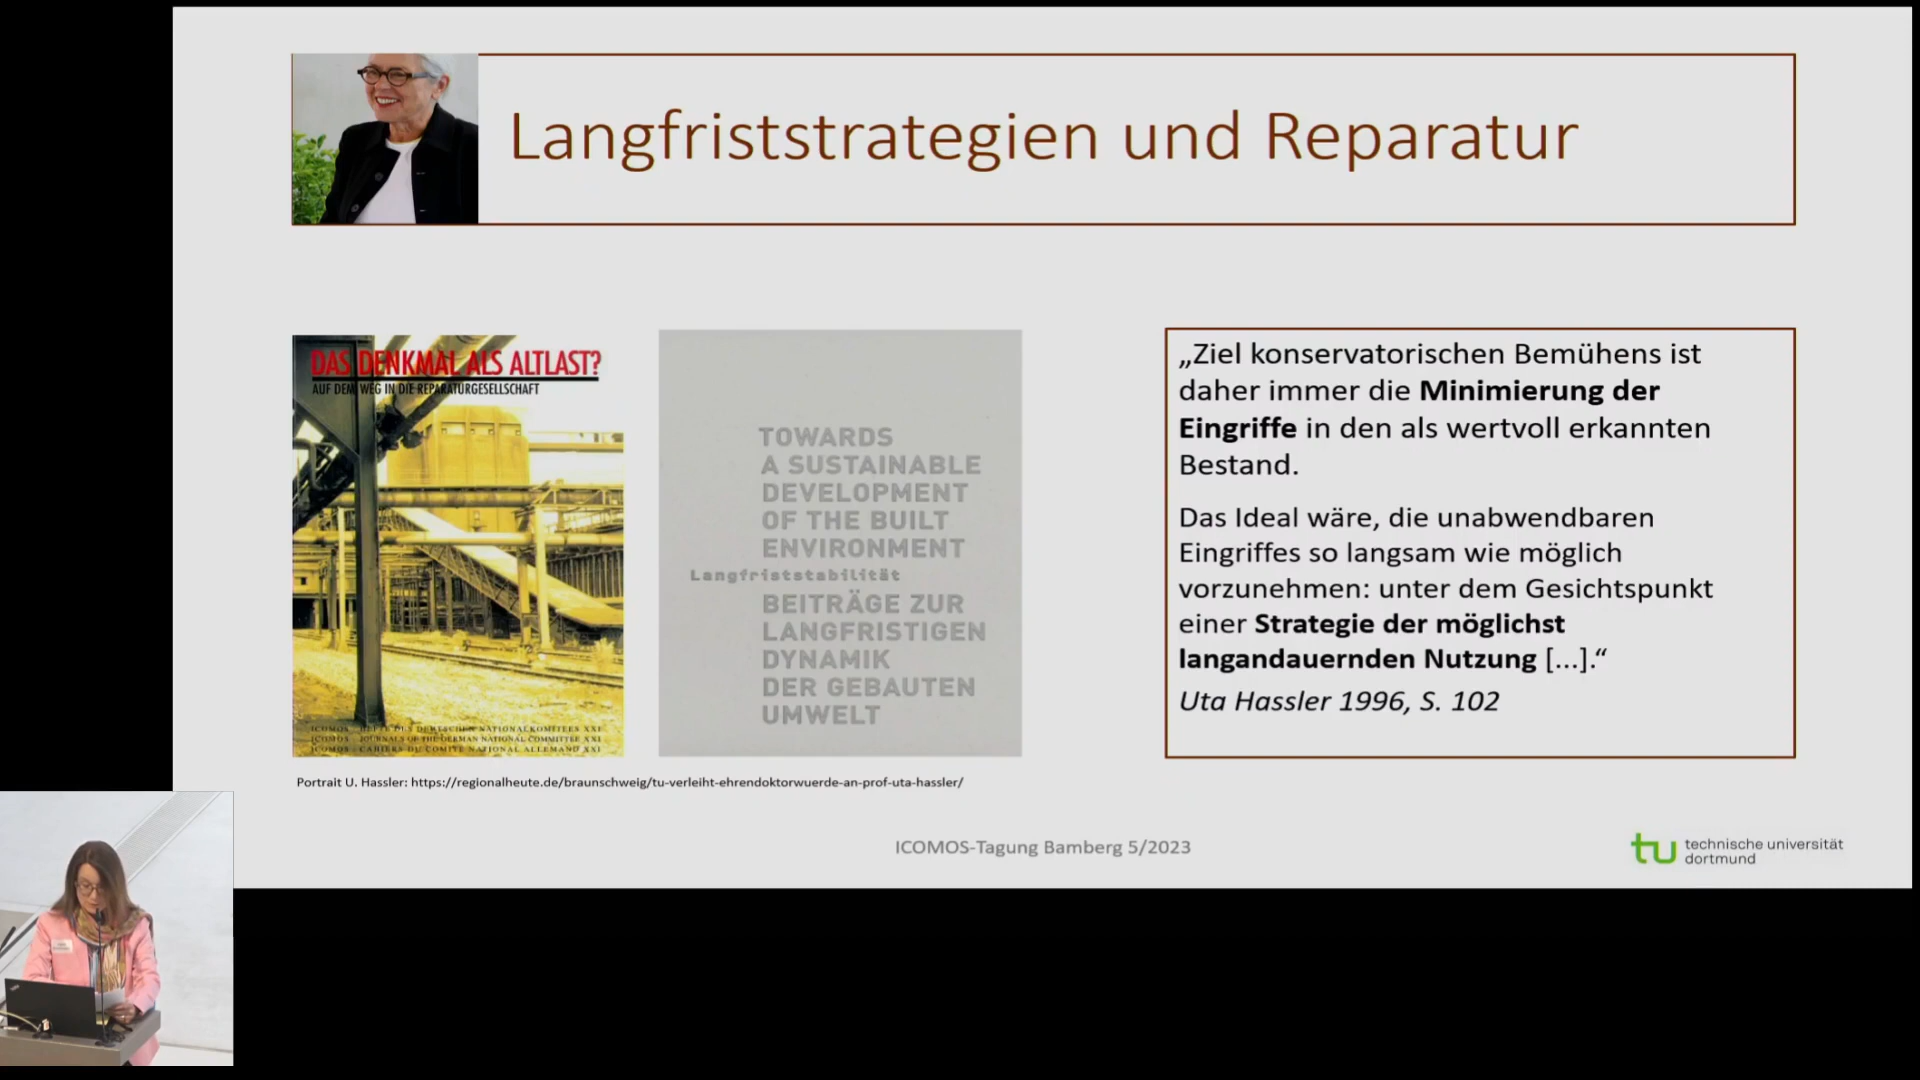 Langfriststrategien und Reparatur
DAS DENKMAL ALS ALTLAST?
AUF DEM WEG IN DIE REPARATURGESELLSCHAFT
ICOMOS · HEFTE DES DEUTSCHEN NATIONALKOMITEES XXI
ICOMOS · JOURNALS OF THE GERMAN NATIONAL COMMITTEE XXI
ICOMOS · CAHIERS DU COMITÉ NATIONAL ALLEMAND XXI
TOWARDS
A SUSTAINABLE
DEVELOPMENT
OF THE BUILT
ENVIRONMENT
Langfriststabilität
BEITRÄGE ZUR
LANGFRISTIGEN
DYNAMIK
DER GEBAUTEN
UMWELT
„Ziel konservatorischen Bemühens ist
daher immer die Minimierung der
Eingriffe in den als wertvoll erkannten
Bestand.
Das Ideal wäre, die unabwendbaren
Eingriffes so langsam wie möglich
vorzunehmen: unter dem Gesichtspunkt
einer Strategie der möglichst
langandauernden Nutzung [...].“
Uta Hassler 1996, S. 102
Portrait U. Hassler: https://regionalheute.de/braunschweig/tu-verleiht-ehrendoktorwuerde-an-prof-uta-hassler/
ICOMOS-Tagung Bamberg 5/2023
tu technische universität
dortmund